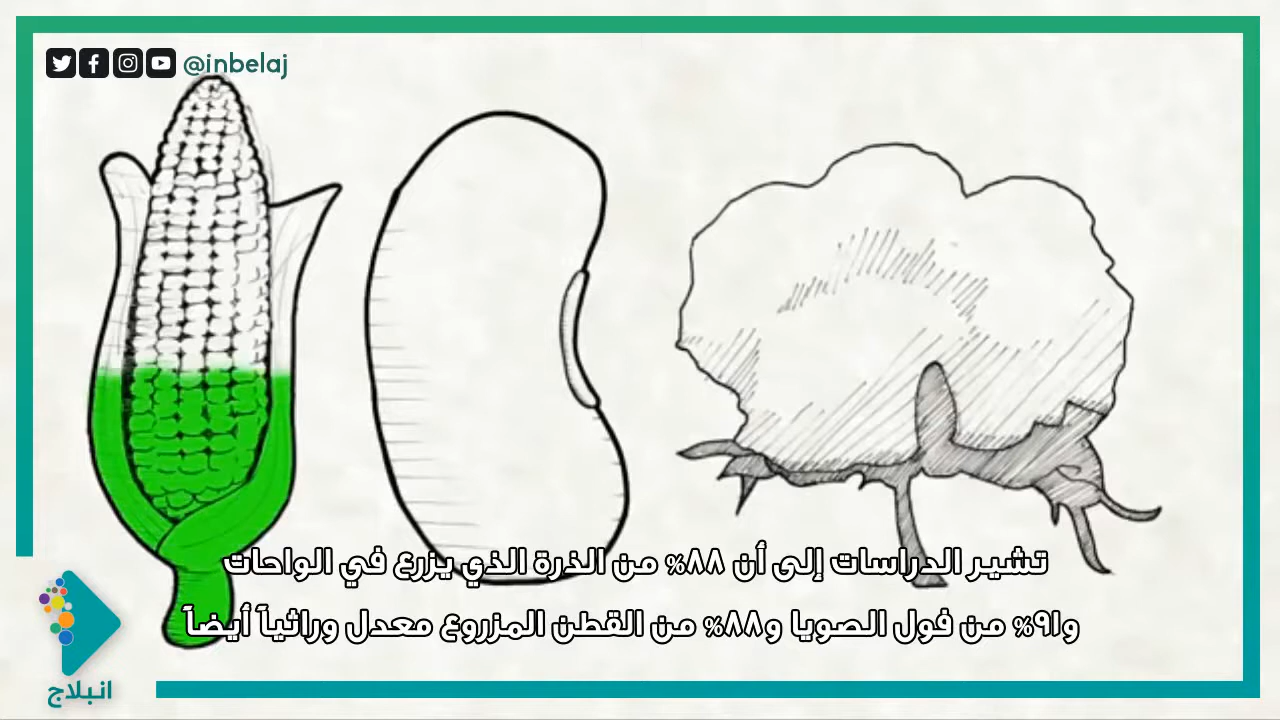 @inbelaj
تشير الدراسات إلى أن ٨٨% من الذرة الذي يزرع في الواحات
و٩١% من فول الصويا و٨٨% من القطن المزروع معدل وراثياً أيضاً
انبلاج